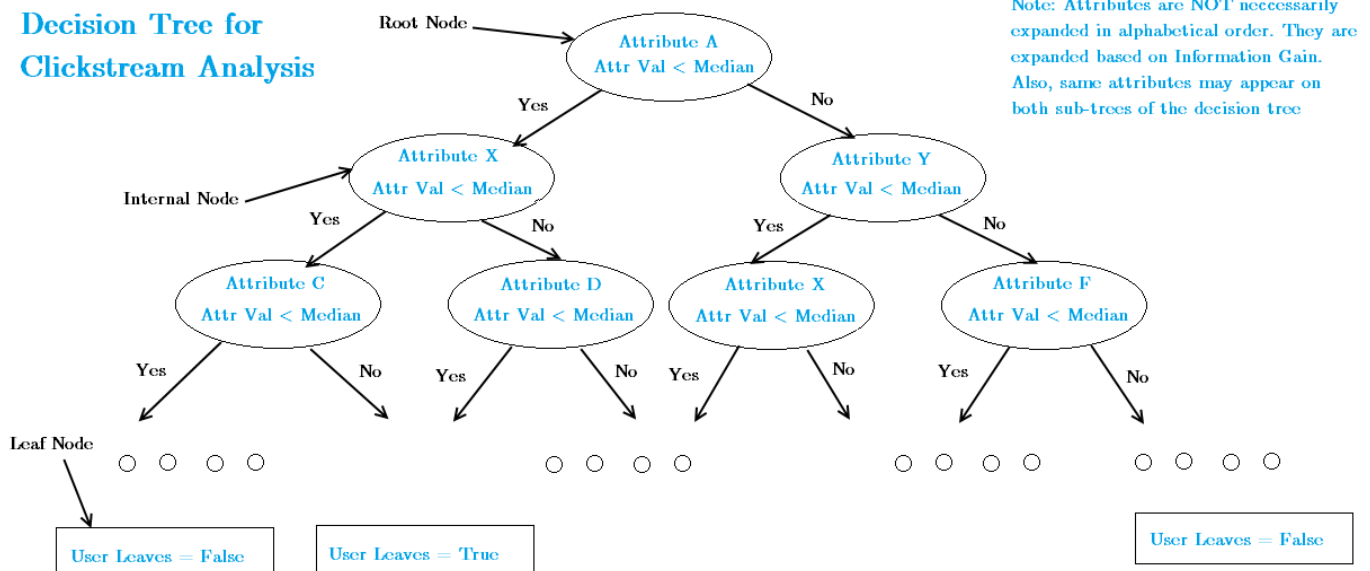 Decision Tree for
Clickstream Analysis
Root Node
Note: Attributes are NOT neccessarily
expanded in alphabetical order. They are
expanded based on Information Gain.
Also, same attributes may appear on
both sub-trees of the decision tree
Attribute A
Attr Val < Median
Yes
No
Attribute X
Attr Val < Median
Attribute Y
Attr Val < Median
Internal Node
Yes
No
Yes
No
Attribute C
Attr Val < Median
Attribute D
Attr Val < Median
Attribute X
Attr Val < Median
Attribute F
Attr Val < Median
Yes
No
Yes
No
Yes
No
Yes
No
Leaf Node
User Leaves = False
User Leaves = True
User Leaves = False